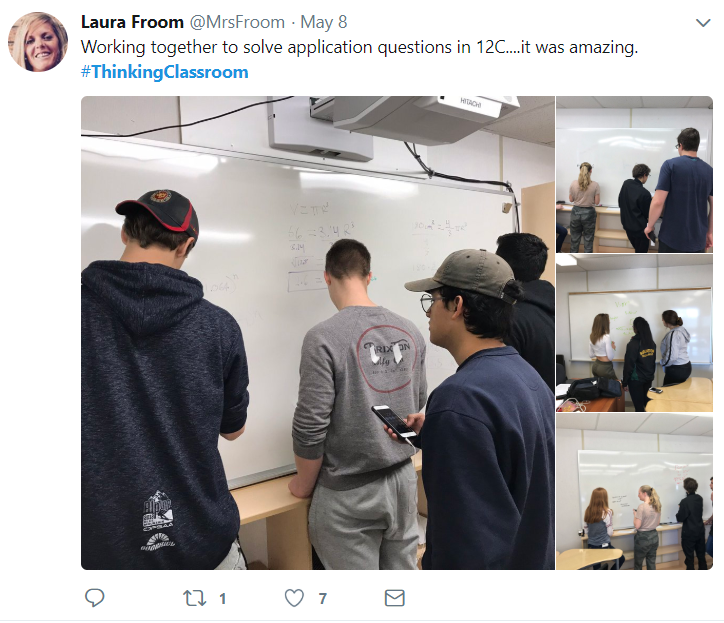 Laura Froom @MrsFroom · May 8
Working together to solve application questions in 12C....it was amazing.
#ThinkingClassroom
HITACHI
BRIXTON
1
7